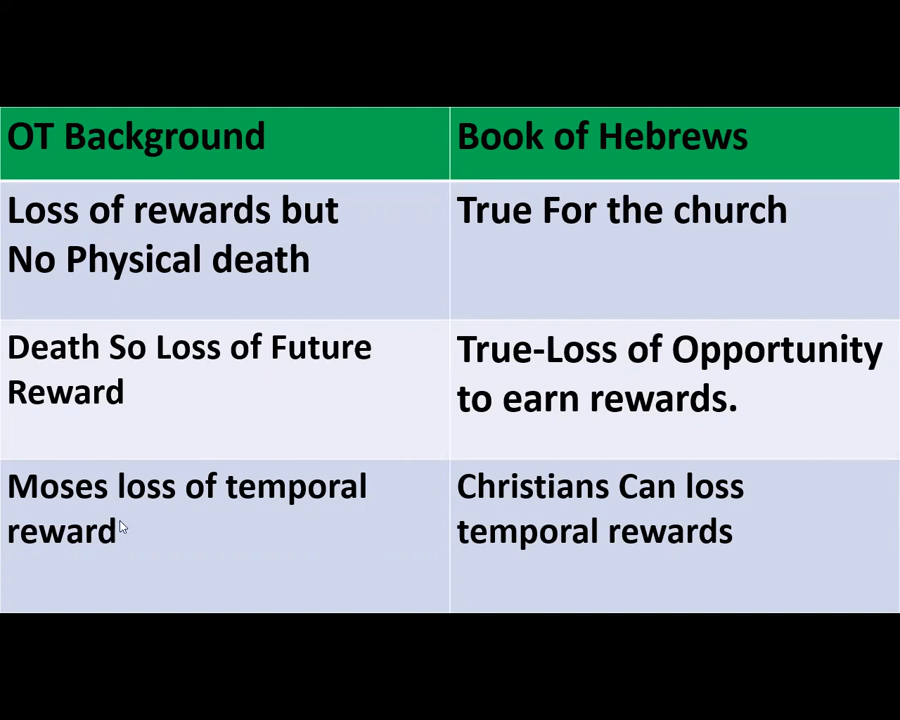 OT Background
Book of Hebrews
Loss of rewards but
No Physical death
True For the church
Death So Loss of Future
Reward
True-Loss of Opportunity
to earn rewards.
Moses loss of temporal
reward
Christians Can loss
temporal rewards